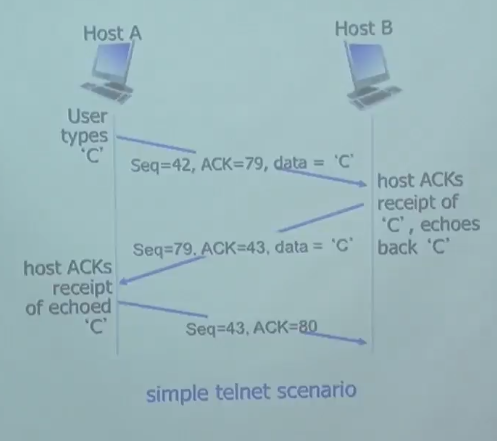 Host A
Host B
User
types
‘C’
Seq=42, ACK=79, data = ‘C’
host ACKs
receipt of
‘C’, echoes
back ‘C’
Seq=79, ACK=43, data = ‘C’
host ACKs
receipt
of echoed
‘C’
Seq=43, ACK=80
simple telnet scenario